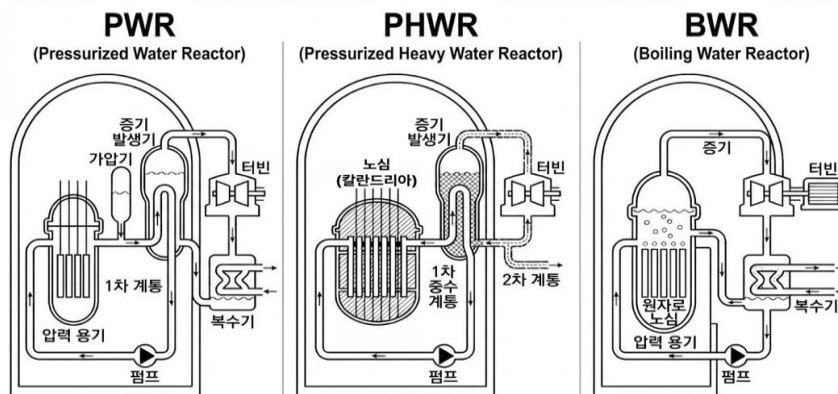 PWR
(Pressurized Water Reactor)
증기
발생기
가압기
터빈
1차 계통
복수기
압력 용기
펌프
PHWR
(Pressurized Heavy Water Reactor)
증기
발생기
노심
(칼란드리아)
터빈
1차
중수
계통
2차 계통
펌프
BWR
(Boiling Water Reactor)
증기
터빈
원자로
노심
복수기
압력 용기
펌프